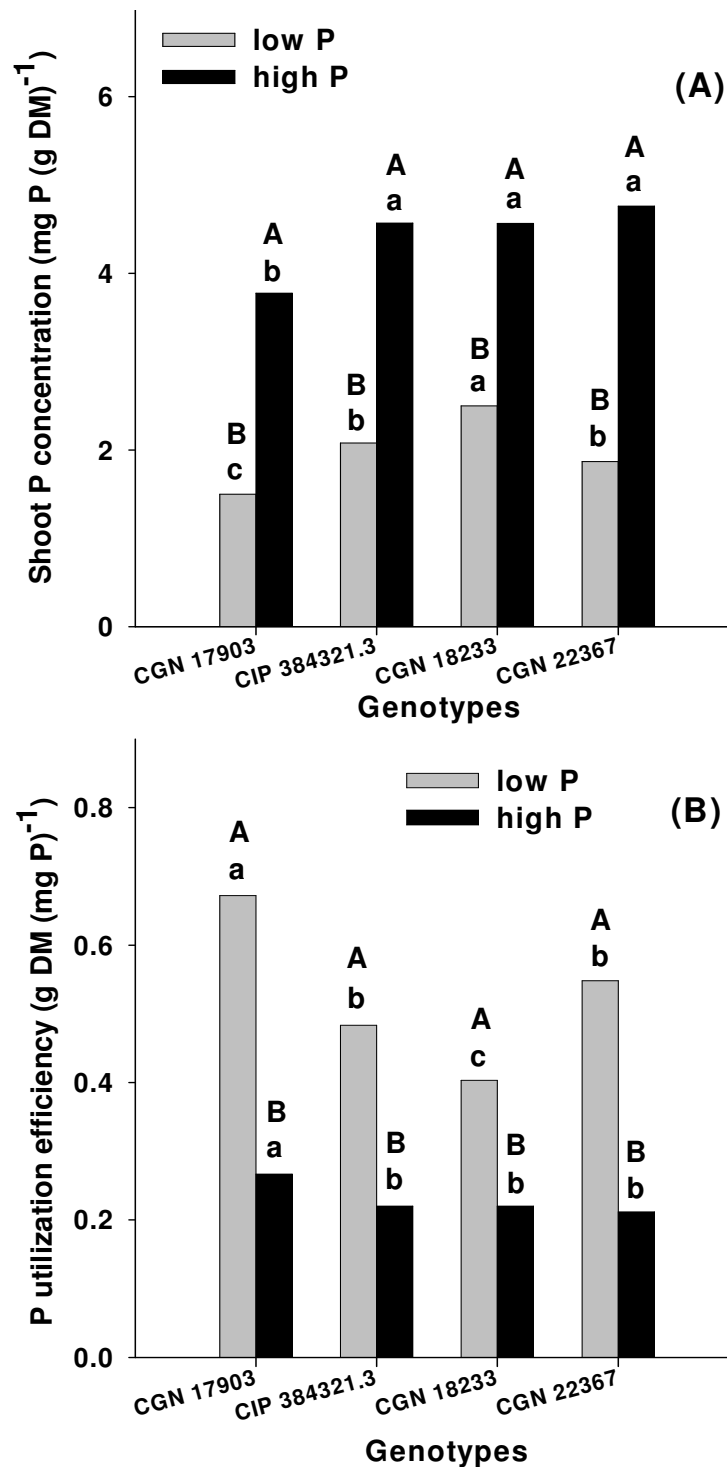 low P
high P
(A)
Shoot P concentration (mg P (g DM)-1
6
4
2
0
A
b
A
a
A
a
A
a
B
c
B
b
B
a
B
b
CGN 17903
CIP 384321.3
CGN 18233
CGN 22367
Genotypes
low P
high P
(B)
P utilization efficiency (g DM (mg P)-1
0.8
0.6
0.4
0.2
0.0
A
a
A
b
A
c
A
b
B
a
B
b
B
b
B
b
CGN 17903
CIP 384321.3
CGN 18233
CGN 22367
Genotypes